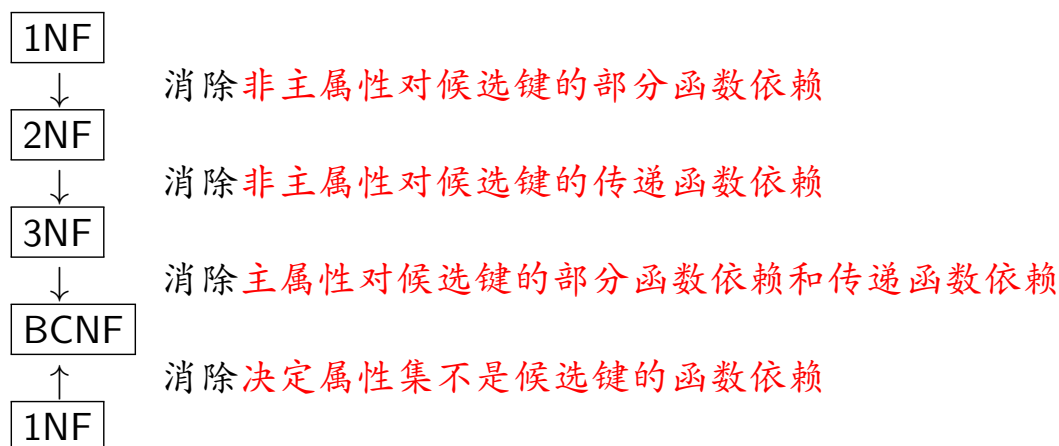 1NF
↓ 消除非主属性对候选键的部分函数依赖
2NF
↓ 消除非主属性对候选键的传递函数依赖
3NF
↓ 消除主属性对候选键的部分函数依赖和传递函数依赖
BCNF
↑ 消除决定属性集不是候选键的函数依赖
1NF